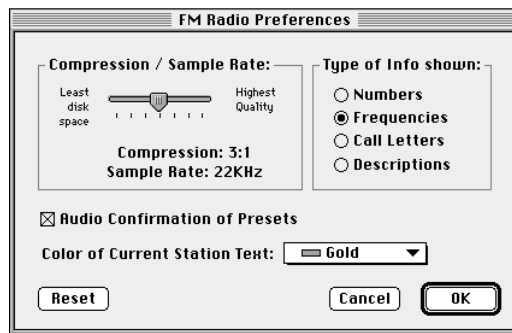 FM Radio Preferences
Compression / Sample Rate:
Least disk space
Highest Quality
Compression: 3:1
Sample Rate: 22KHz
Type of Info shown:
Numbers
Frequencies
Call Letters
Descriptions
Audio Confirmation of Presets
Color of Current Station Text: Gold
Reset
Cancel
OK